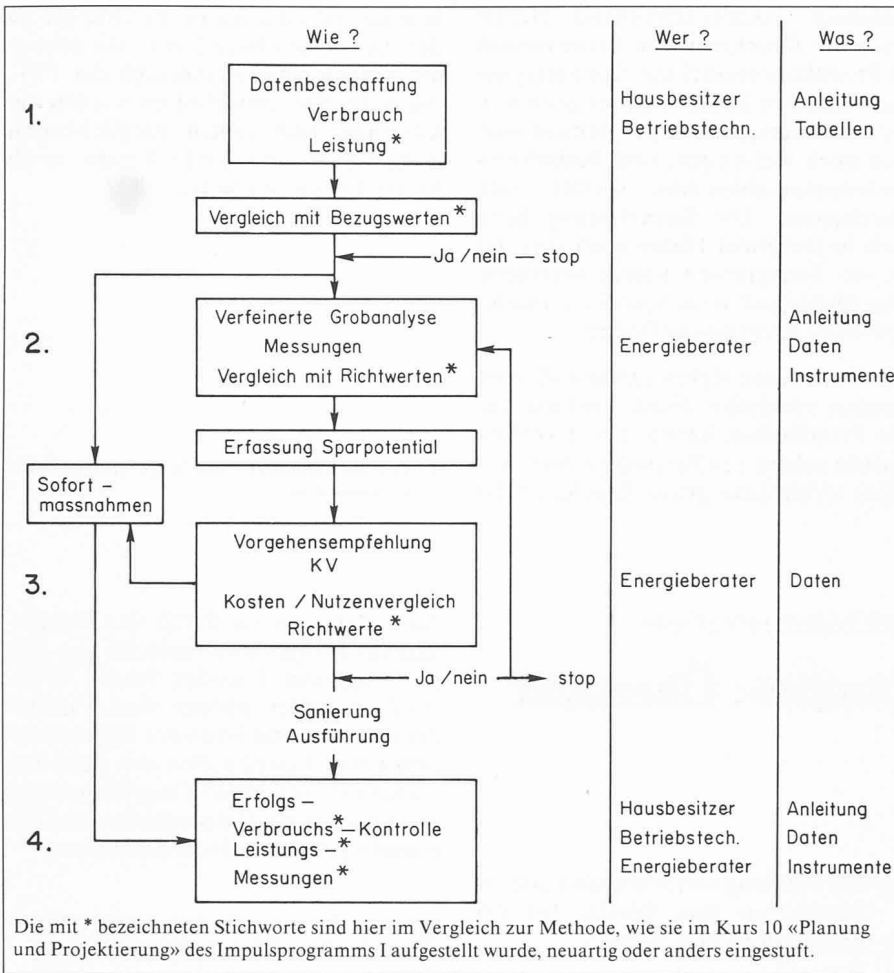 Wie ?
Wer ?
Was ?
1.
Datenbeschaffung
Verbrauch
Leistung*
Hausbesitzer
Anleitung
Betriebstechn.
Tabellen
Vergleich mit Bezugswerten*
Ja / nein — stop
2.
Verfeinerte Grobanalyse
Messungen
Vergleich mit Richtwerten*
Energieberater
Anleitung
Daten
Instrumente
Erfassung Sparpotential
Sofort –
massnahmen
3.
Vorgehensempfehlung
KV
Kosten / Nutzenvergleich
Richtwerte*
Energieberater
Daten
Ja / nein
stop
Sanierung
Ausführung
4.
Erfolgs –
Verbrauchs*– Kontrolle
Leistungs –*
Messungen*
Hausbesitzer
Anleitung
Betriebstech.
Daten
Energieberater
Instrumente
Die mit * bezeichneten Stichworte sind hier im Vergleich zur Methode, wie sie im Kurs 10 «Planung
und Projektierung» des Impulsprogramms I aufgestellt wurde, neuartig oder anders eingestuft.